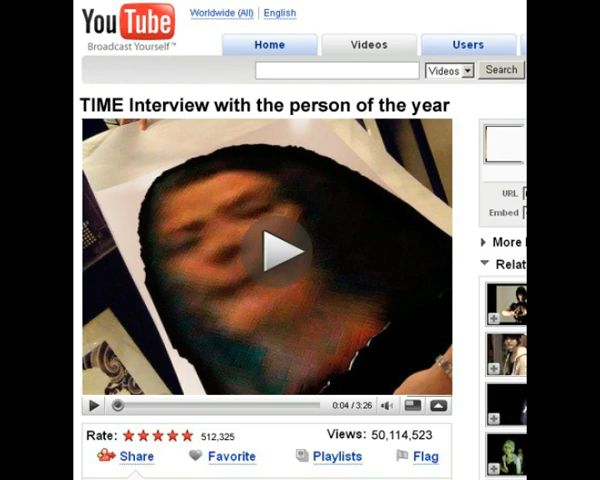 YouTube
Broadcast Yourself™
Worldwide (All) | English
Home
Videos
Users
Videos
Search
TIME Interview with the person of the year
URL
Embed
More
0:04 / 3:26
Rate:
512,325
Views: 50,114,523
Share
Favorite
Playlists
Flag